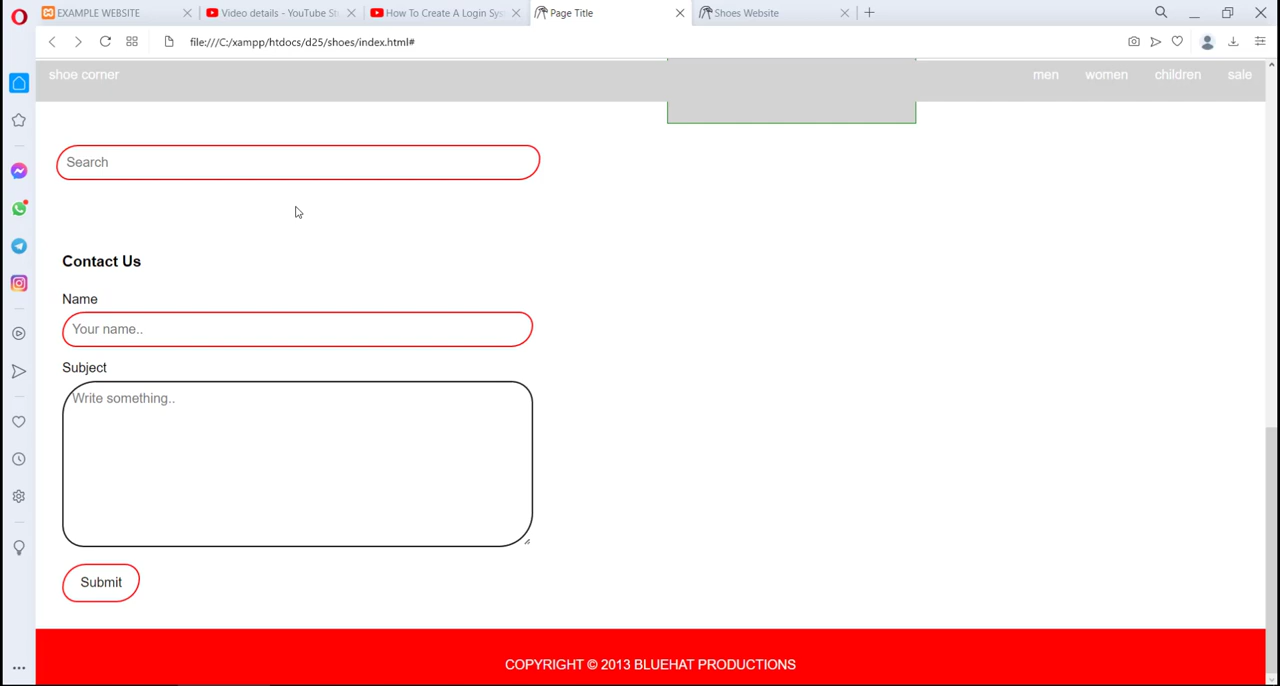 EXAMPLE WEBSITE
Video details - YouTube St
How To Create A Login Sys
Page Title
Shoes Website
file:///C:/xampp/htdocs/d25/shoes/index.html#
shoe corner
men women children sale
Search
Contact Us
Name
Your name..
Subject
Write something..
Submit
COPYRIGHT © 2013 BLUEHAT PRODUCTIONS